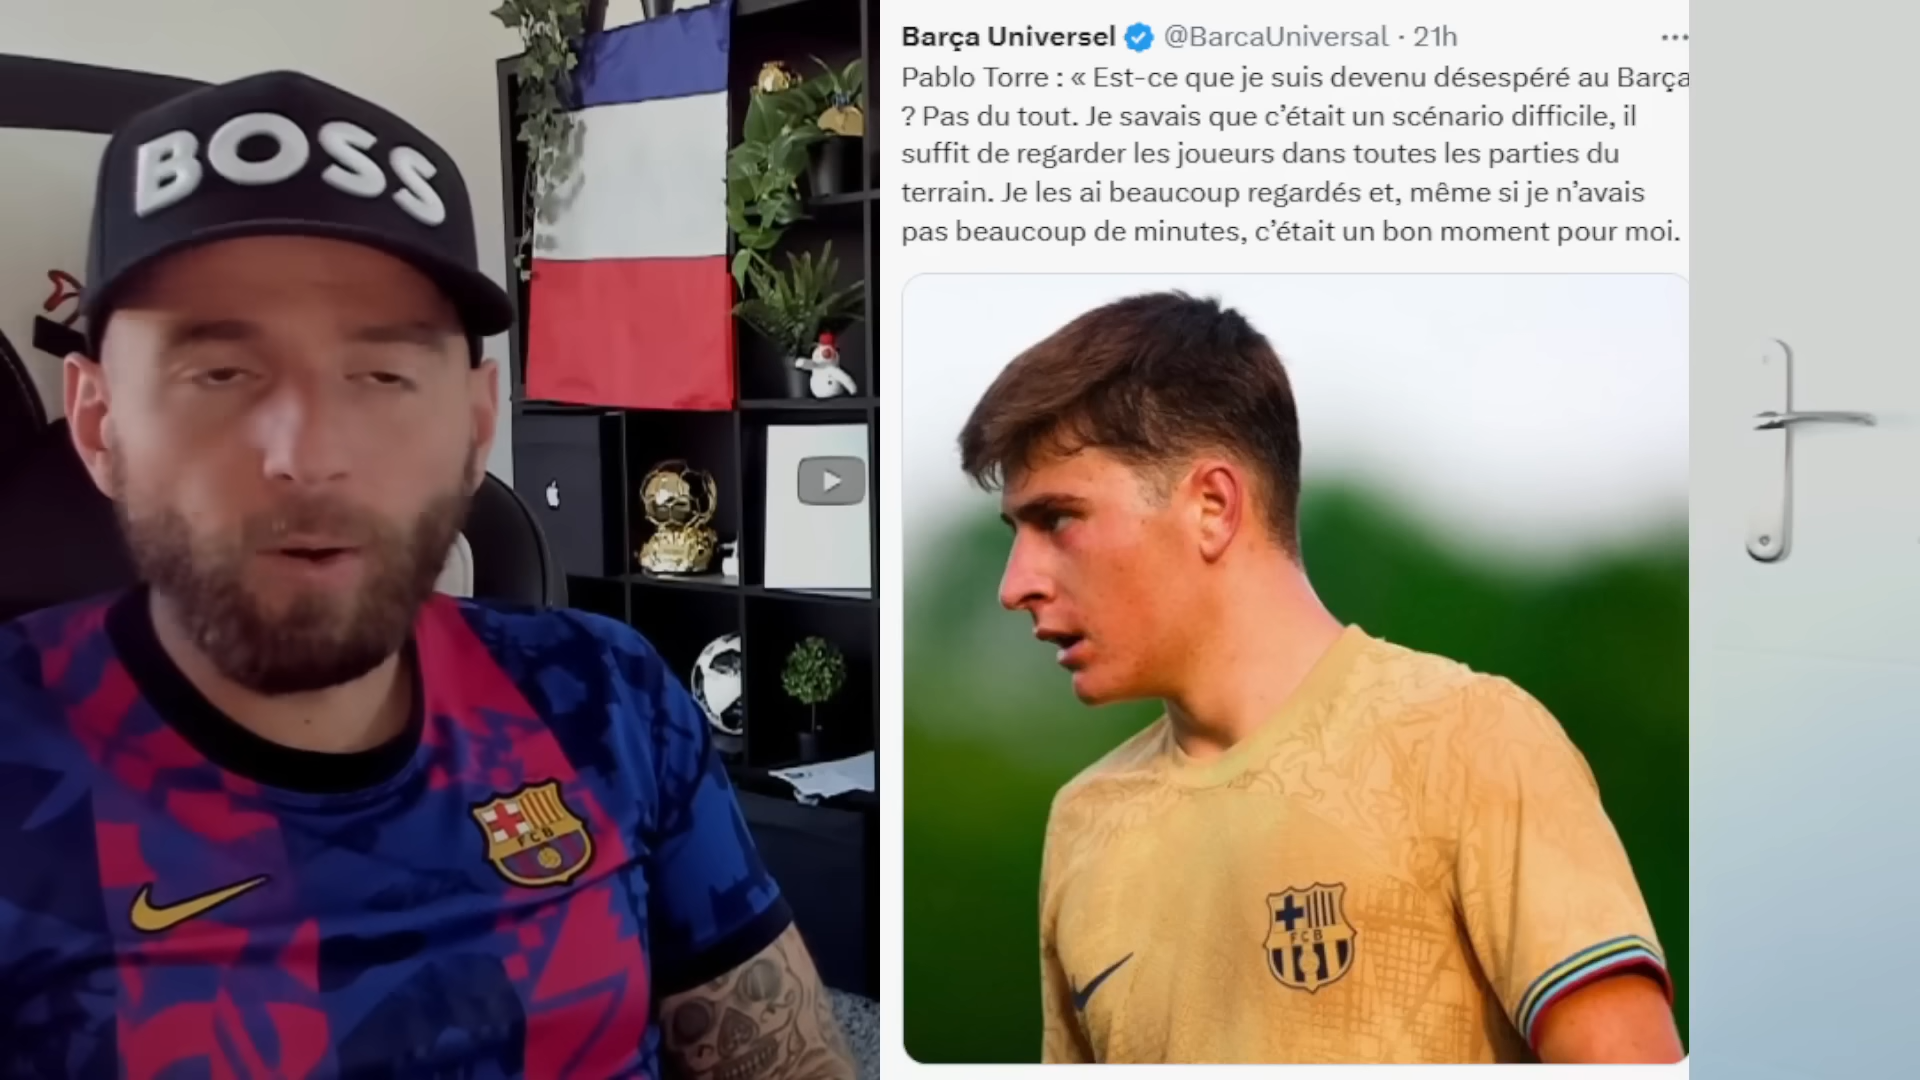 BOSS
FCB
Barça Universel @BarcaUniversal · 21h
Pablo Torre : « Est-ce que je suis devenu désespéré au Barça
? Pas du tout. Je savais que c’était un scénario difficile, il
suffit de regarder les joueurs dans toutes les parties du
terrain. Je les ai beaucoup regardés et, même si je n’avais
pas beaucoup de minutes, c’était un bon moment pour moi.
FCB